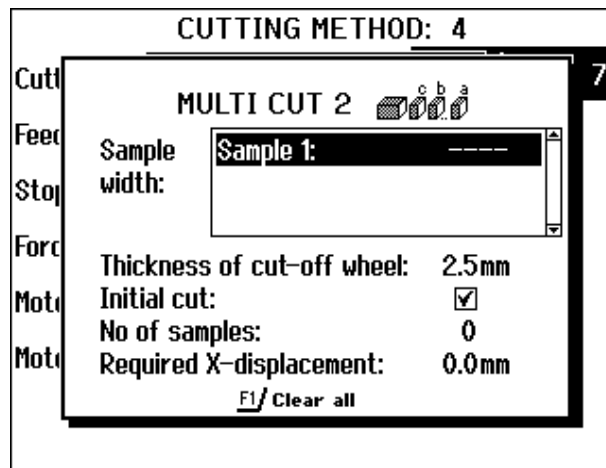 CUTTING METHOD: 4
7
MULTI CUT 2 c b a
Sample width:
Sample 1: ----
Thickness of cut-off wheel: 2.5mm
Initial cut: ☑
No of samples: 0
Required X-displacement: 0.0mm
F1/ Clear all